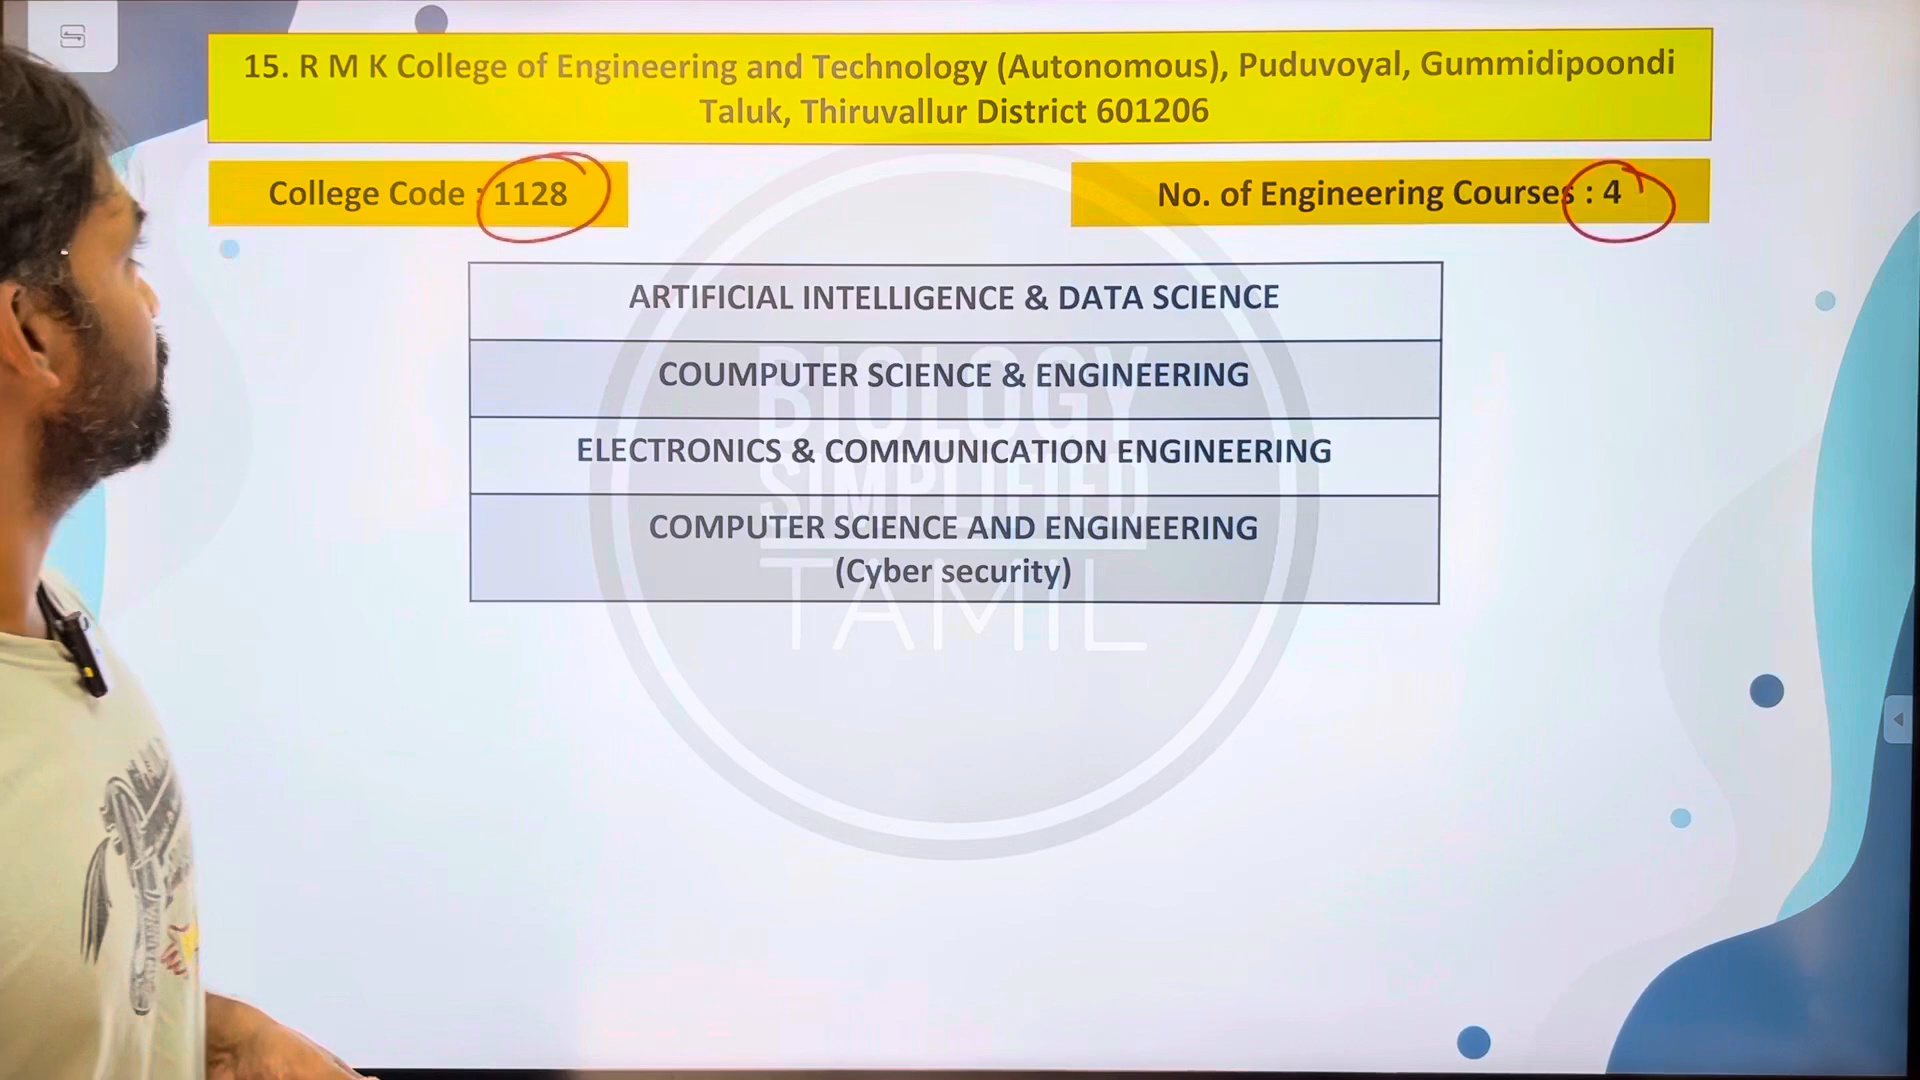 15. R M K College of Engineering and Technology (Autonomous), Puduvoyal, Gummidipoondi
Taluk, Thiruvallur District 601206
College Code : 1128
No. of Engineering Courses : 4
ARTIFICIAL INTELLIGENCE & DATA SCIENCE
COUMPUTER SCIENCE & ENGINEERING
ELECTRONICS & COMMUNICATION ENGINEERING
COMPUTER SCIENCE AND ENGINEERING
(Cyber security)
BIOLOGY
SIMPLIFIED
TAMIL